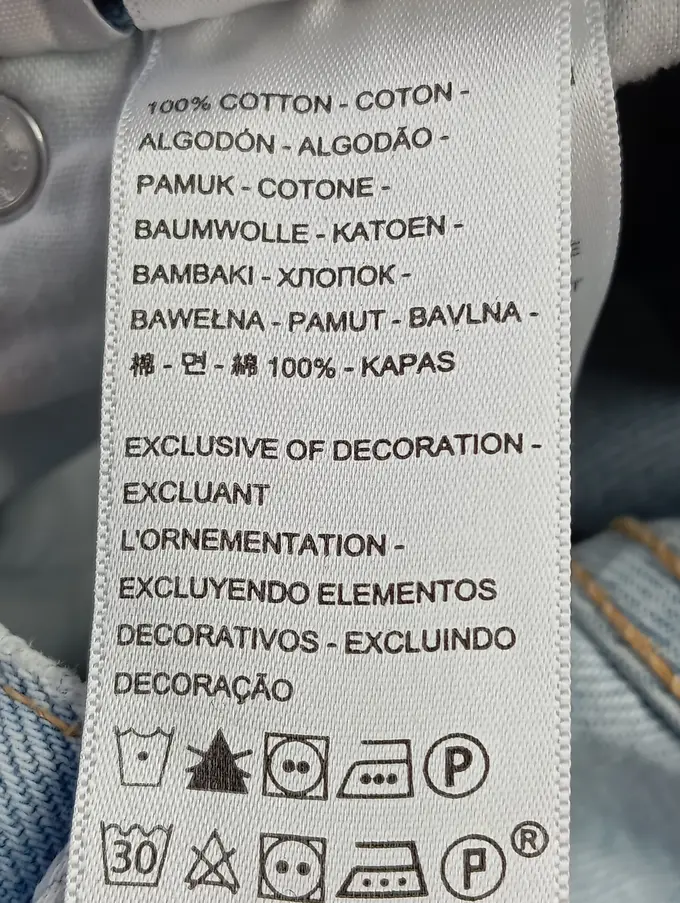 100% COTTON - COTON -
ALGODÓN - ALGODÃO -
PAMUK - COTONE -
BAUMWOLLE - KATOEN -
BAMBAKI - ХЛОПОК -
BAWEŁNA - PAMUT - BAVLNA -
棉 - 면 - 綿 100% - KAPAS
EXCLUSIVE OF DECORATION -
EXCLUANT
L'ORNEMENTATION -
EXCLUYENDO ELEMENTOS
DECORATIVOS - EXCLUINDO
DECORAÇÃO
P
30 P ®